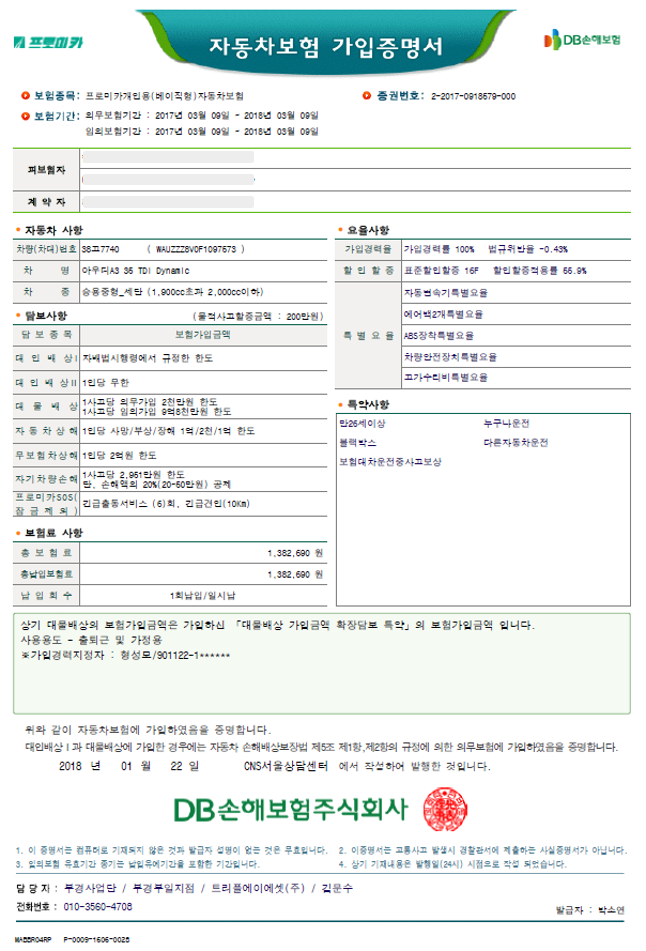 프로미카
자동차보험 가입증명서
DB손해보험
보험종목: 프로미카개인용(베이직형)자동차보험
증권번호: 2-2017-0918579-000
보험기간: 의무보험기간 : 2017년 03월 09일 ~ 2018년 03월 09일
임의보험기간 : 2017년 03월 09일 ~ 2018년 03월 09일
피보험자
계 약 자
자동차 사항
차량(차대)번호 38끄7740 ( WAUZZZ8V0F1097673 )
차 명 아우디A3 35 TDI Dynamic
차 종 승용중형_세단 (1,900cc초과 2,000cc이하)
요율사항
가입경력율 가입경력률 100% 법규위반율 -0.43%
할 인 할 증 표준할인할증 16F 할인할증적용률 55.9%
특 별 요 율
자동변속기특별요율
에어백2개특별요율
ABS장착특별요율
차량안전장치특별요율
고가수리비특별요율
담보사항 (물적사고할증금액 : 200만원)
담 보 종 목 보험가입금액
대 인 배 상I 자배법시행령에서 규정한 한도
대 인 배 상II 1인당 무한
대 물 배 상 1사고당 의무가입 2천만원 한도
1사고당 임의가입 9억8천만원 한도
자 동 차 상 해 1인당 사망/부상/장해 1억/2천/1억 한도
무보험차상해 1인당 2억원 한도
자기차량손해 1사고당 2,951만원 한도
단, 손해액의 20%(20-50만원) 공제
프로미카SOS(
잠 금 제 외 ) 긴급출동서비스 (6)회, 긴급견인(10Km)
특약사항
만26세이상 누구나운전
블랙박스 다른자동차운전
보험대차운전중사고보상
보험료 사항
총 보 험 료 1,382,690 원
총납입보험료 1,382,690 원
납 입 회 수 1회납입/일시납
상기 대물배상의 보험가입금액은 가입하신 「대물배상 가입금액 확장담보 특약」의 보험가입금액 입니다.
사용용도 - 출퇴근 및 가정용
※가입경력지정자 : 형성모/901122-1******
위와 같이 자동차보험에 가입하였음을 증명합니다.
대인배상Ⅰ과 대물배상에 가입한 경우에는 자동차 손해배상보장법 제5조 제1항,제2항의 규정에 의한 의무보험에 가입하였음을 증명합니다.
2018 년 01 월 22 일 CNS서울상담센터 에서 작성하여 발행한 것입니다.
DB손해보험주식회사
1. 이 증명서는 컴퓨터로 기재되지 않은 것과 발급자 성명이 없는 것은 무효입니다.
2. 이증명서는 교통사고 발생시 경찰관서에 제출하는 사실증명서가 아닙니다.
3. 임의보험 유효기간 중기는 납입유예기간을 포함한 기간입니다.
4. 상기 기재내용은 발행일(24시) 시점으로 작성 되었습니다.
담 당 자 : 부경사업단 / 부경부일지점 / 트리플에이에셋(주) / 김문수
전화번호 : 010-3560-4708
발급자 : 박소연
MABBR04RP P-0009-1606-0028